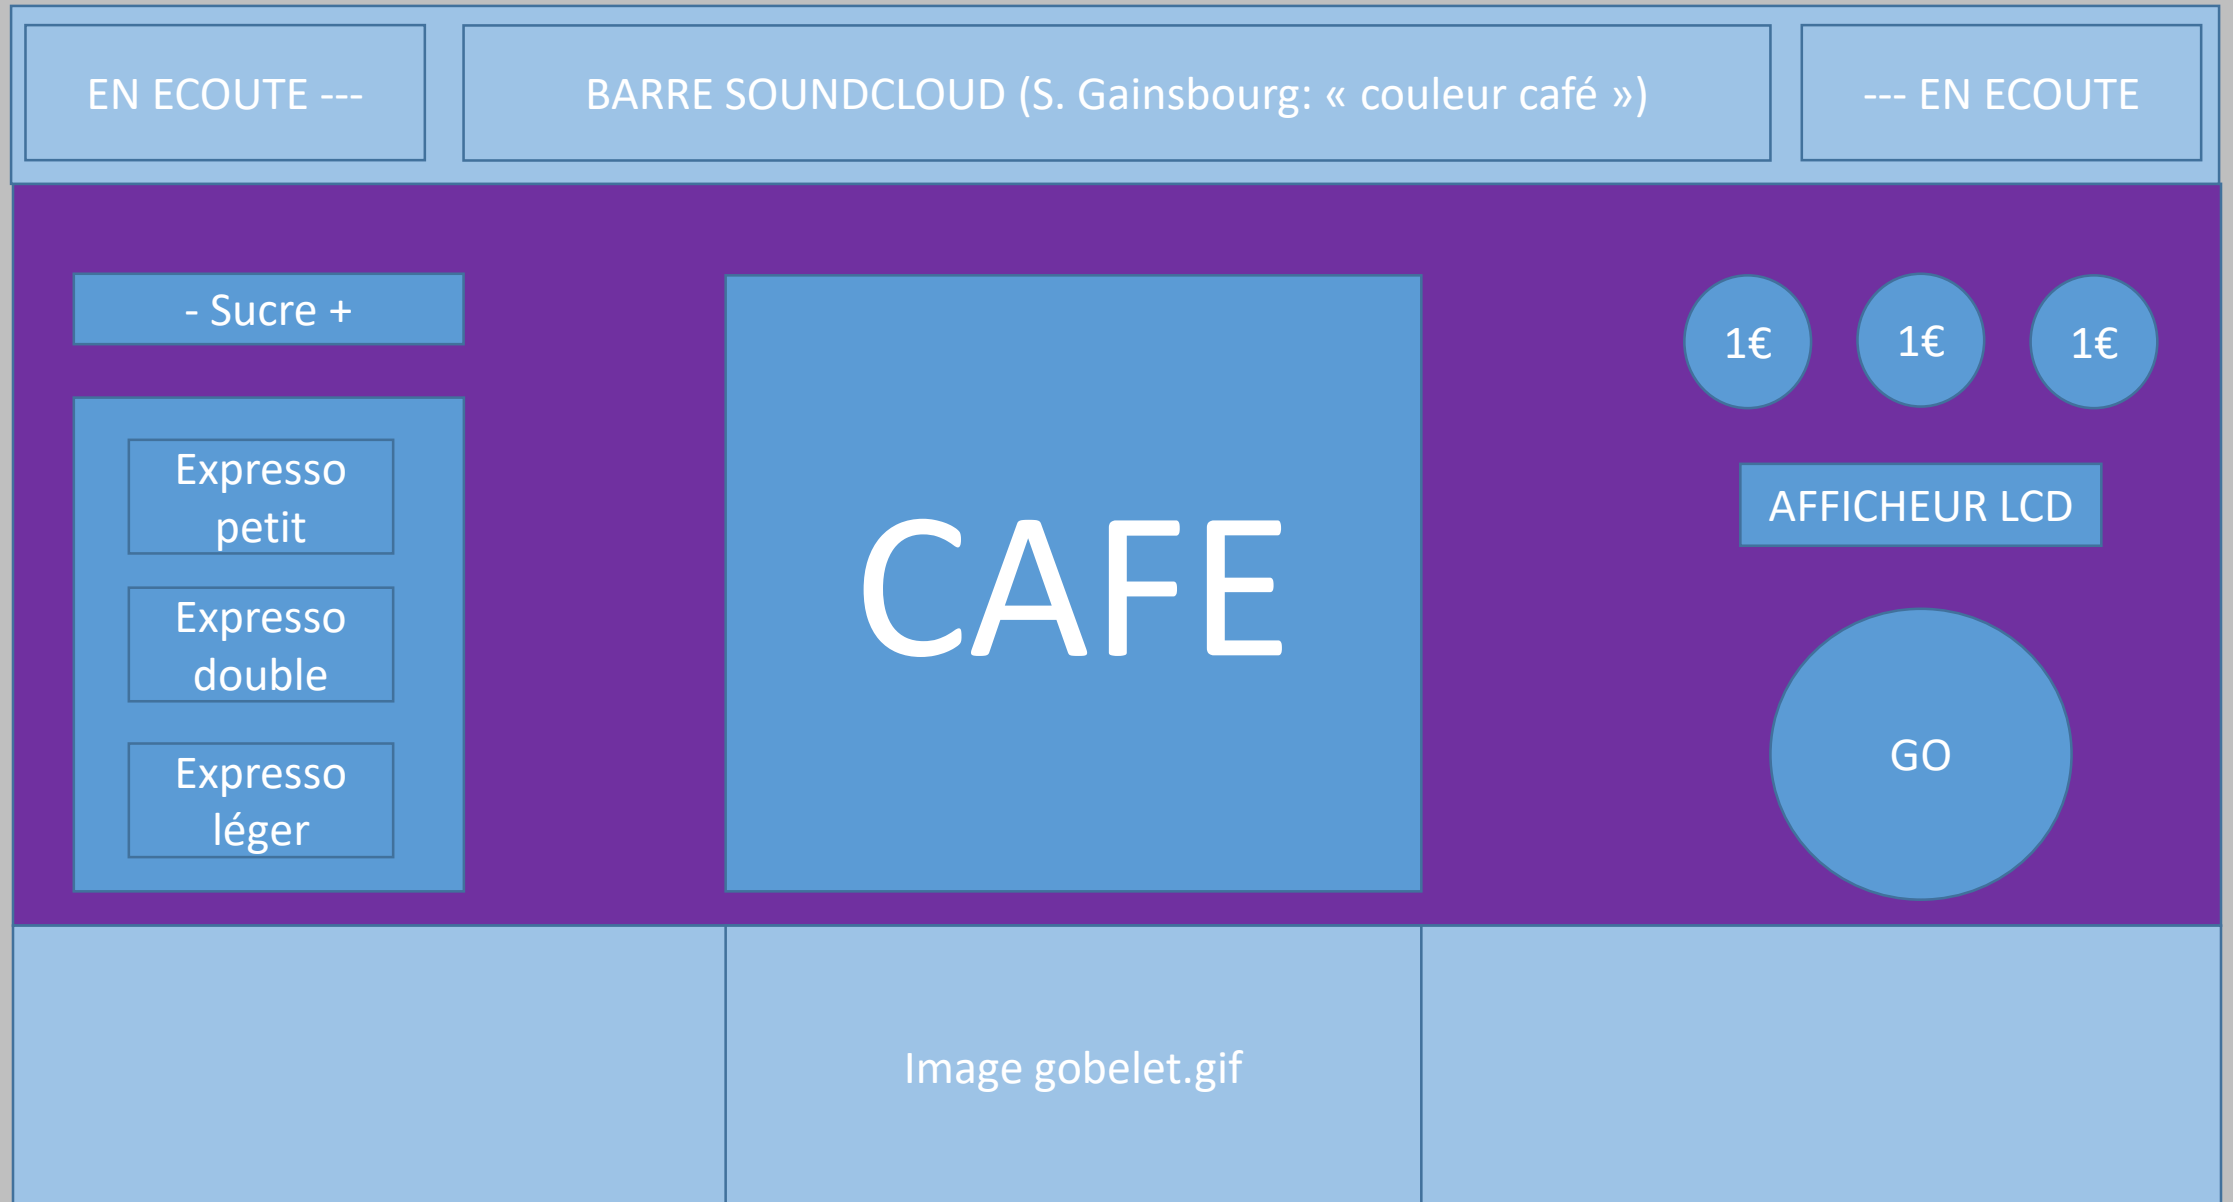 EN ECOUTE ---
BARRE SOUNDCLOUD (S. Gainsbourg: « couleur café »)
--- EN ECOUTE
- Sucre +
Expresso
petit
Expresso
double
Expresso
léger
CAFE
1€
1€
1€
AFFICHEUR LCD
GO
Image gobelet.gif